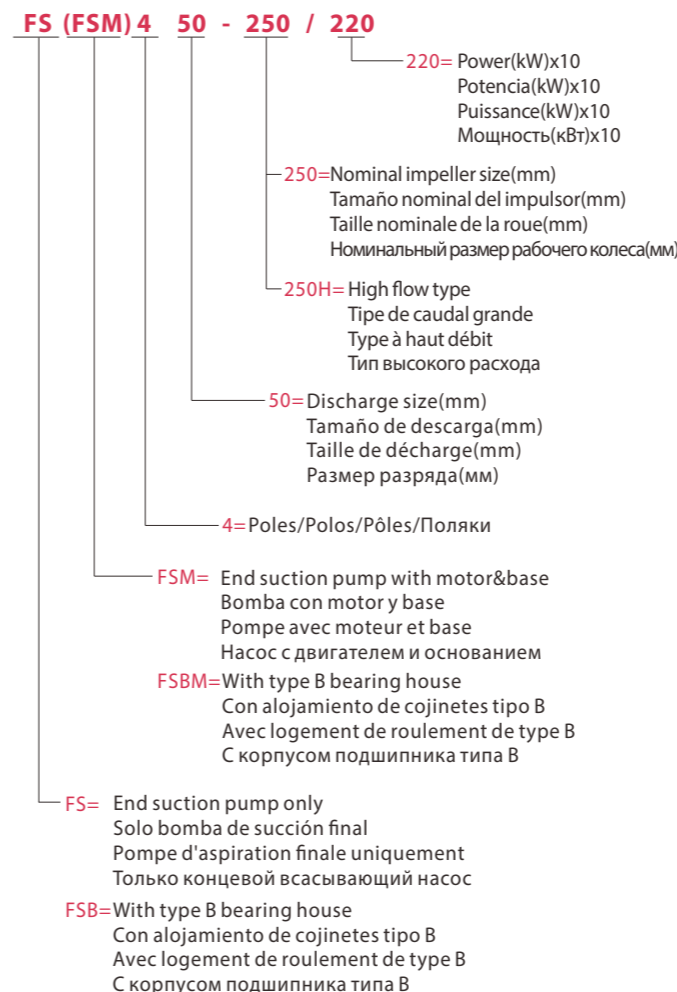 FS (FSM) 4 50 - 250 / 220
220= Power(kW)x10
Potencia(kW)x10
Puissance(kW)x10
Мощность(кВт)x10
250=Nominal impeller size(mm)
Tamaño nominal del impulsor(mm)
Taille nominale de la roue(mm)
Номинальный размер рабочего колеса(мм)
250H= High flow type
Tipe de caudal grande
Type à haut débit
Тип высокого расхода
50=Discharge size(mm)
Tamaño de descarga(mm)
Taille de décharge(mm)
Размер разряда(мм)
4=Poles/Polos/Pôles/Поляки
FSM= End suction pump with motor&base
Bomba con motor y base
Pompe avec moteur et base
Насос с двигателем и основанием
FSBM=With type B bearing house
Con alojamiento de cojinetes tipo B
Avec logement de roulement de type B
С корпусом подшипника типа В
FS= End suction pump only
Solo bomba de succión final
Pompe d'aspiration finale uniquement
Только концевой всасывающий насос
FSB=With type B bearing house
Con alojamiento de cojinetes tipo B
Avec logement de roulement de type B
С корпусом подшипника типа В